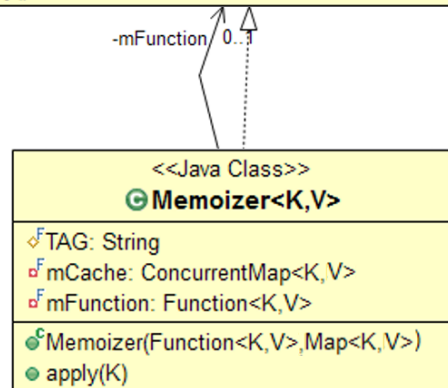 -mFunction 0..1
<<Java Class>>
Memoizer<K,V>
TAG: String
mCache: ConcurrentMap<K,V>
mFunction: Function<K,V>
Memoizer(Function<K,V>,Map<K,V>)
apply(K)